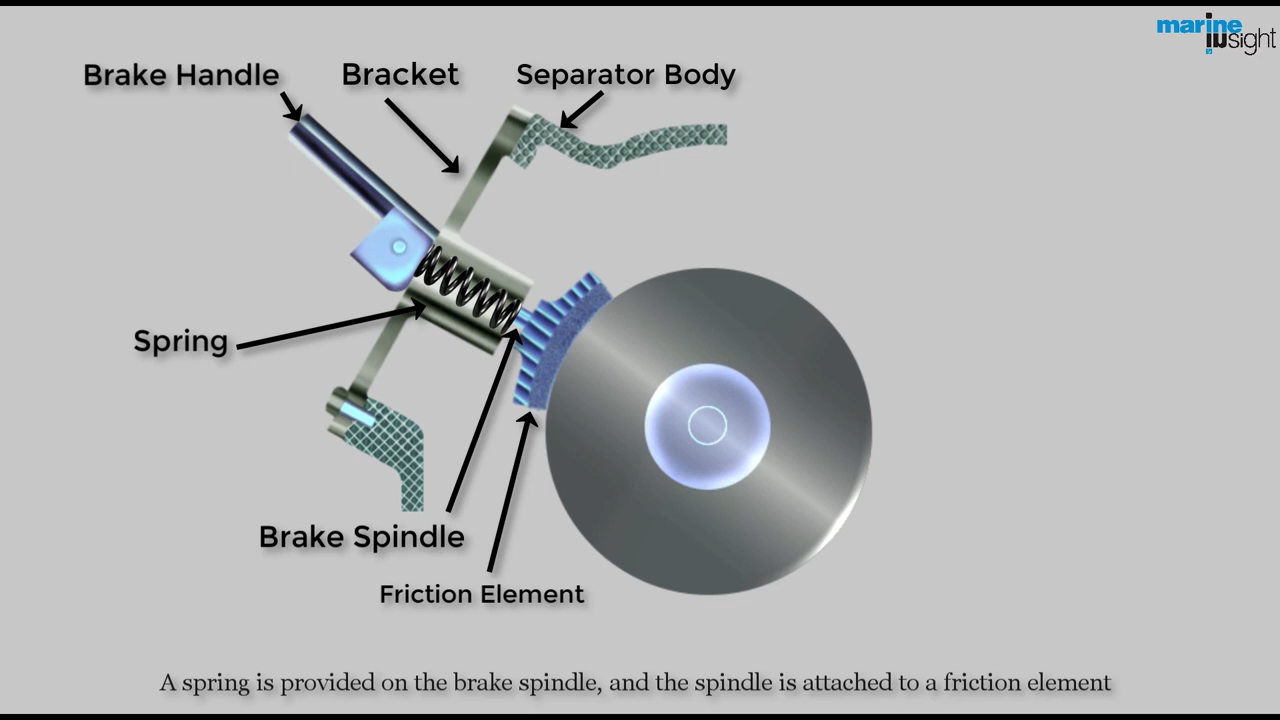 marine
insight
Brake Handle
Bracket
Separator Body
Spring
Brake Spindle
Friction Element
A spring is provided on the brake spindle, and the spindle is attached to a friction element